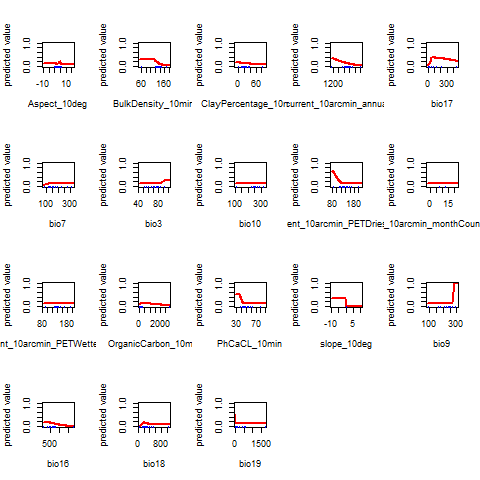 predicted value
0.0 1.0
-10 10
Aspect_10deg
predicted value
0.0 1.0
60 160
BulkDensity_10min
predicted value
0.0 1.0
0 60
ClayPercentage_10m
predicted value
0.0 1.0
1200
urrent_10arcmin_annua
predicted value
0.0 1.0
0 300
bio17
predicted value
0.0 1.0
100 300
bio7
predicted value
0.0 1.0
40 80
bio3
predicted value
0.0 1.0
100 300
bio10
predicted value
0.0 1.0
80 180
ent_10arcmin_PETDries
predicted value
0.0 1.0
0 15
_10arcmin_monthCoun
predicted value
0.0 1.0
80 180
nt_10arcmin_PETWette
predicted value
0.0 1.0
0 2000
OrganicCarbon_10m
predicted value
0.0 1.0
30 70
PhCaCL_10min
predicted value
0.0 1.0
-10 5
slope_10deg
predicted value
0.0 1.0
100 300
bio9
predicted value
0.0 1.0
500
bio16
predicted value
0.0 1.0
0 800
bio18
predicted value
0.0 1.0
0 1500
bio19